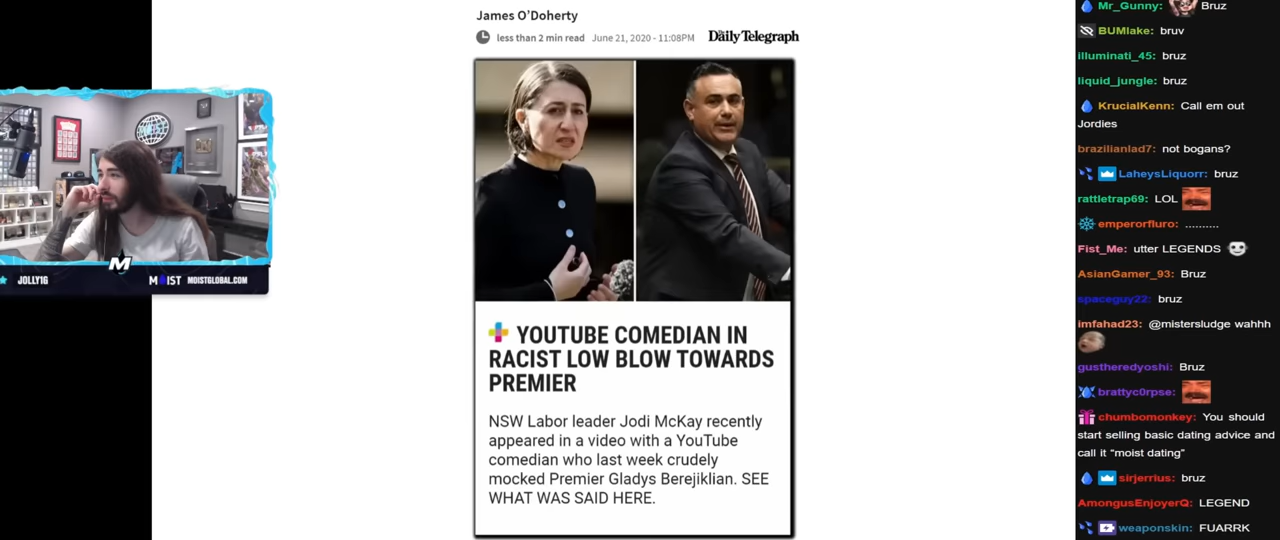 James O'Doherty
less than 2 min read June 21, 2020 - 11:08PM The Daily Telegraph
YOUTUBE COMEDIAN IN
RACIST LOW BLOW TOWARDS
PREMIER
NSW Labor leader Jodi McKay recently
appeared in a video with a YouTube
comedian who last week crudely
mocked Premier Gladys Berejiklian. SEE
WHAT WAS SAID HERE.
MOIST
M
JOLLY1G
MOIST MOISTGLOBAL.COM
Mr_Gunny: Bruz
BUMlake: bruv
illuminati_45: bruz
liquid_jungle: bruz
KrucialKenn: Call em out
Jordies
brazilianlad7: not bogans?
LaheysLiquorr: bruz
rattletrap69: LOL
emperorfluro: ..........
Fist_Me: utter LEGENDS
AsianGamer_93: Bruz
spaceguy22: bruz
imfahad23: @mistersludge wahhh
gustheredyoshi: Bruz
brattyc0rpse:
chumbomonkey: You should
start selling basic dating advice and
call it "moist dating"
sirjerrius: bruz
AmongusEnjoyerQ: LEGEND
weaponskin: FUARRK